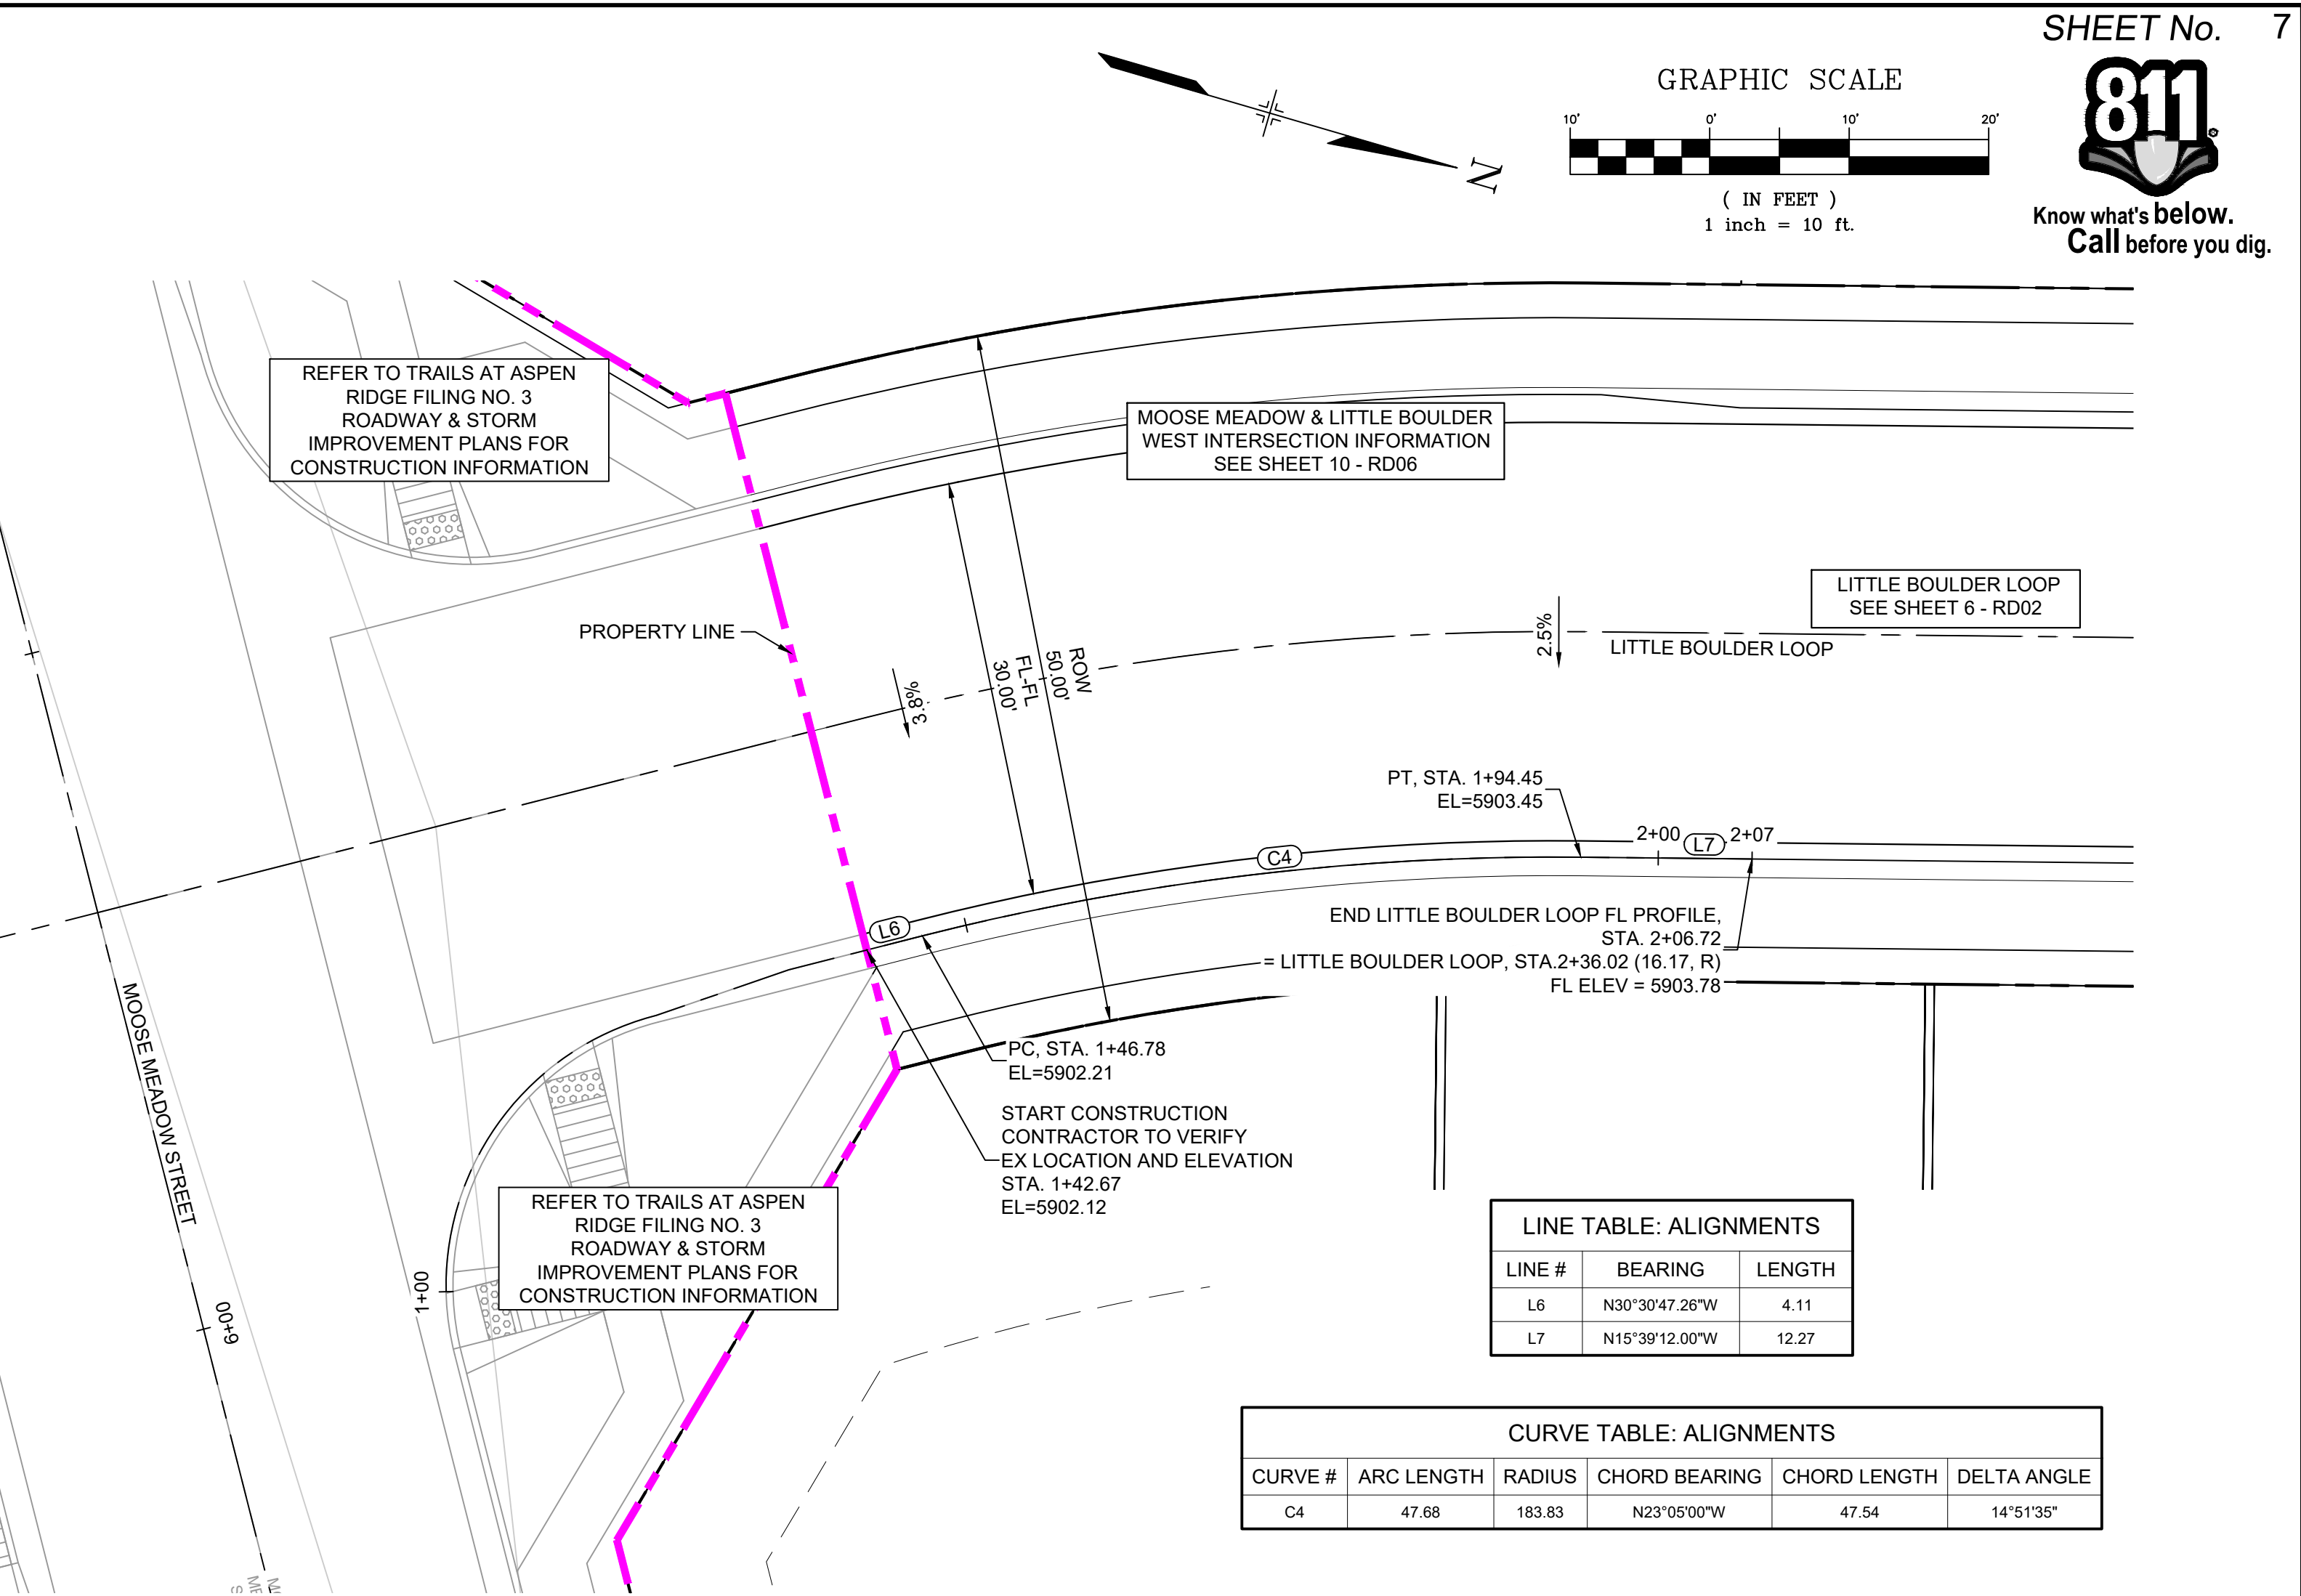 SHEET No. 7
811
Know what's below.
Call before you dig.
N
GRAPHIC SCALE
10' 0' 10' 20'
( IN FEET )
1 inch = 10 ft.
REFER TO TRAILS AT ASPEN
RIDGE FILING NO. 3
ROADWAY & STORM
IMPROVEMENT PLANS FOR
CONSTRUCTION INFORMATION
MOOSE MEADOW & LITTLE BOULDER
WEST INTERSECTION INFORMATION
SEE SHEET 10 - RD06
LITTLE BOULDER LOOP
SEE SHEET 6 - RD02
PROPERTY LINE
3.8%
FL-FL
30.00'
ROW
50.00'
2.5%
LITTLE BOULDER LOOP
PT, STA. 1+94.45
EL=5903.45
C4
2+00
L7
2+07
L6
END LITTLE BOULDER LOOP FL PROFILE,
STA. 2+06.72
= LITTLE BOULDER LOOP, STA.2+36.02 (16.17, R)
FL ELEV = 5903.78
PC, STA. 1+46.78
EL=5902.21
START CONSTRUCTION
CONTRACTOR TO VERIFY
EX LOCATION AND ELEVATION
STA. 1+42.67
EL=5902.12
MOOSE MEADOW STREET
6+00
1+00
REFER TO TRAILS AT ASPEN
RIDGE FILING NO. 3
ROADWAY & STORM
IMPROVEMENT PLANS FOR
CONSTRUCTION INFORMATION
LINE TABLE: ALIGNMENTS
LINE # BEARING LENGTH
L6 N30°30'47.26"W 4.11
L7 N15°39'12.00"W 12.27
CURVE TABLE: ALIGNMENTS
CURVE # ARC LENGTH RADIUS CHORD BEARING CHORD LENGTH DELTA ANGLE
C4 47.68 183.83 N23°05'00"W 47.54 14°51'35"